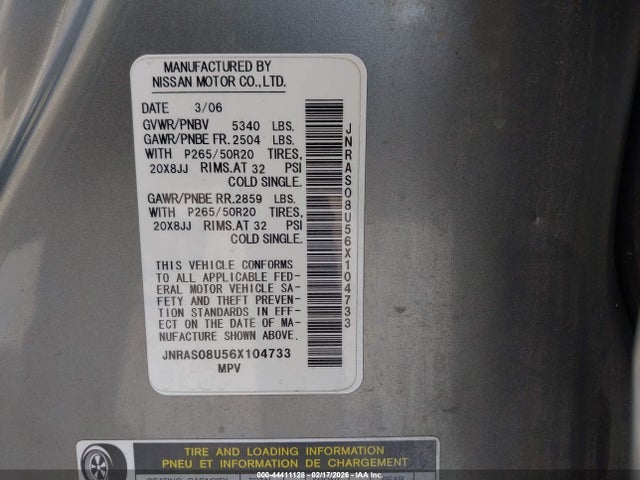 MANUFACTURED BY
NISSAN MOTOR CO.,LTD.
DATE 3/06
GVWR/PNBV 5340 LBS.
GAWR/PNBE FR. 2504 LBS.
WITH P265/50R20 TIRES,
20X8JJ RIMS.AT 32 PSI
COLD SINGLE.
GAWR/PNBE RR. 2859 LBS.
WITH P265/50R20 TIRES,
20X8JJ RIMS.AT 32 PSI
COLD SINGLE.
THIS VEHICLE CONFORMS
TO ALL APPLICABLE FED-
ERAL MOTOR VEHICLE SA-
FETY AND THEFT PREVEN-
TION STANDARDS IN EFF-
ECT ON THE DATE OF MA-
NUFACTURE SHOWN ABOVE.
JNRAS08U56X104733
MPV
JNRAS08U56X104733
TIRE AND LOADING INFORMATION
PNEU ET INFORMATION DE CHARGEMENT
SEATING CAPACITY
000-44411128 - 02/17/2026 - IAA Inc.